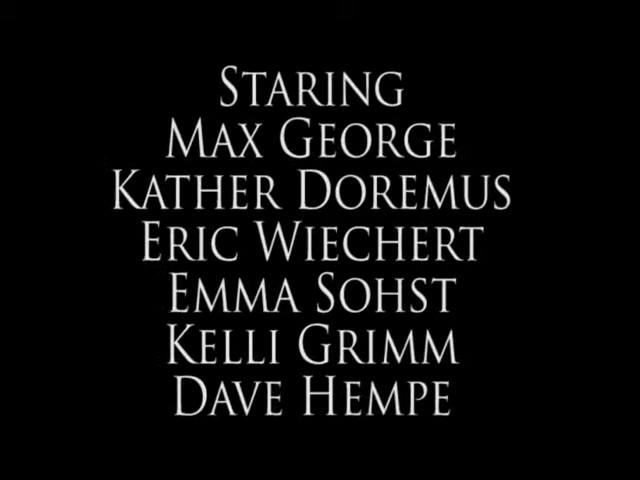 Staring
Max George
Kather Doremus
Eric Wiechert
Emma Sohst
Kelli Grimm
Dave Hempe